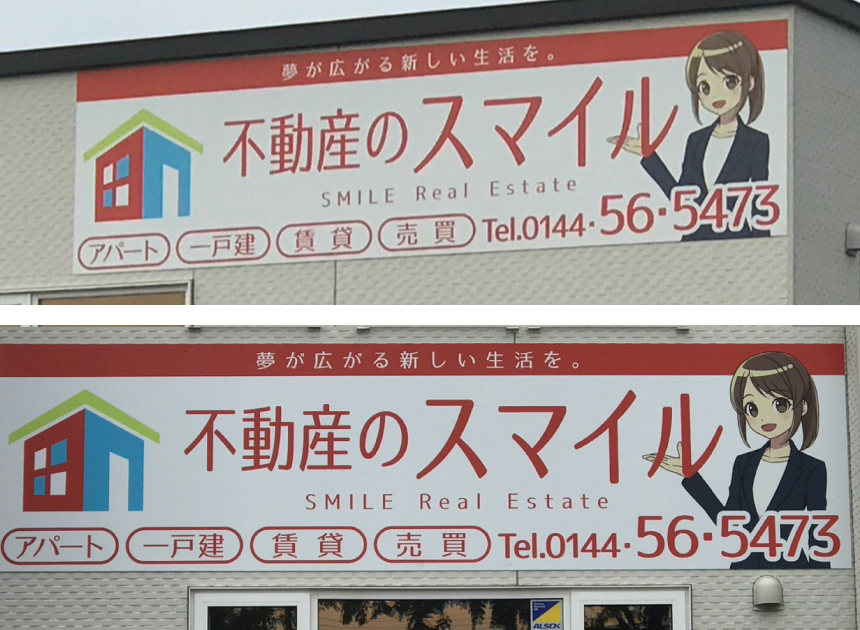 夢が広がる新しい生活を。
不動産のスマイル
SMILE Real Estate
アパート 一戸建 賃貸 売買 Tel.0144・56・5473
夢が広がる新しい生活を。
不動産のスマイル
SMILE Real Estate
アパート 一戸建 賃貸 売買 Tel.0144・56・5473
ALSOK